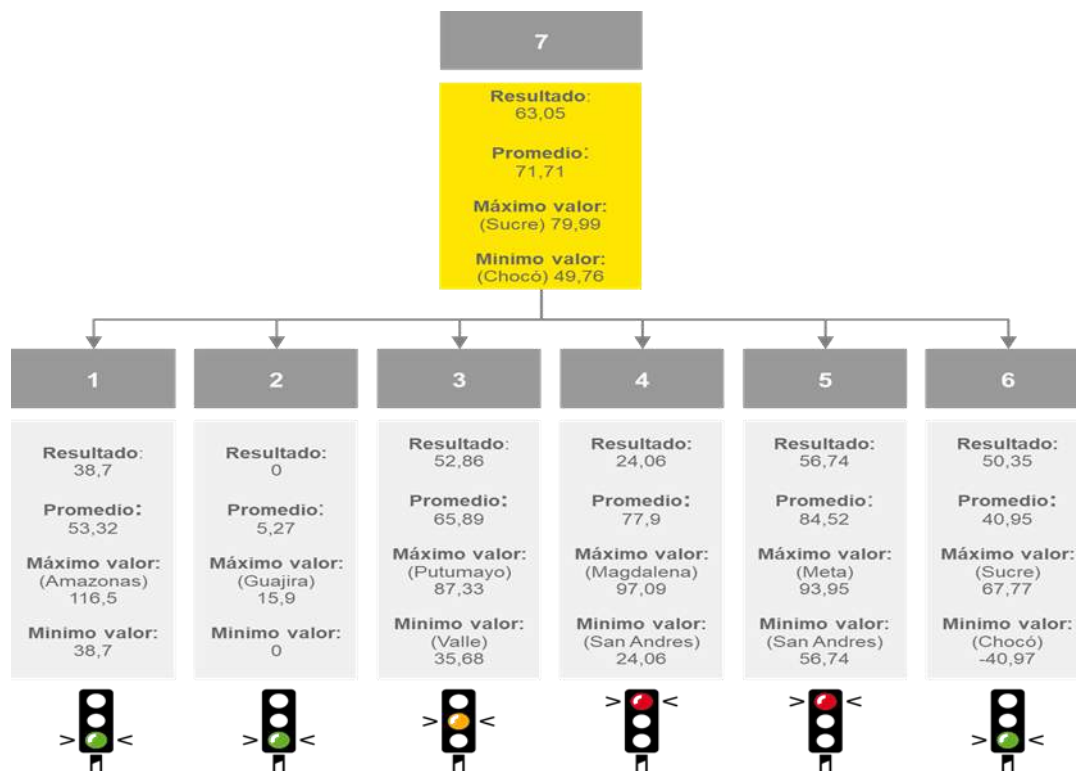 7
Resultado:
63,05
Promedio:
71,71
Máximo valor:
(Sucre) 79,99
Minimo valor:
(Chocó) 49,76
1
Resultado:
38,7
Promedio:
53,32
Máximo valor:
(Amazonas)
116,5
Minimo valor:
38,7
2
Resultado:
0
Promedio:
5,27
Máximo valor:
(Guajira)
15,9
Minimo valor:
0
3
Resultado:
52,86
Promedio:
65,89
Máximo valor:
(Putumayo)
87,33
Minimo valor:
(Valle)
35,68
4
Resultado:
24,06
Promedio:
77,9
Máximo valor:
(Magdalena)
97,09
Minimo valor:
(San Andres)
24,06
5
Resultado:
56,74
Promedio:
84,52
Máximo valor:
(Meta)
93,95
Minimo valor:
(San Andres)
56,74
6
Resultado:
50,35
Promedio:
40,95
Máximo valor:
(Sucre)
67,77
Minimo valor:
(Chocó)
-40,97